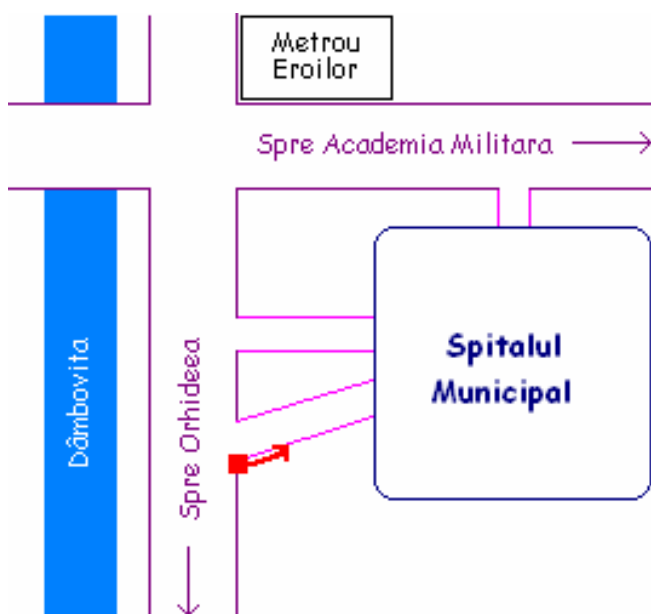 Metrou
Eroilor
Spre Academia Militara
Spitalul
Municipal
Dâmbovita
Spre Orhideea